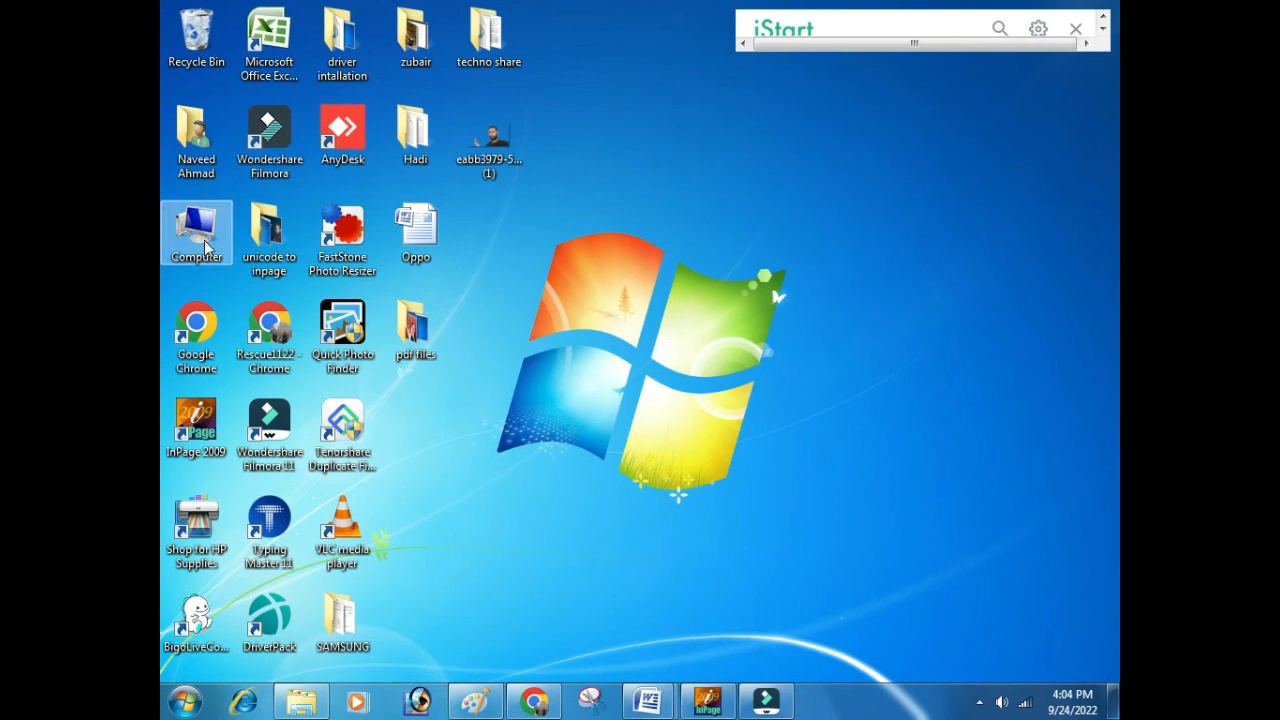 iStart
Recycle Bin
Microsoft
Office Exc...
driver
intallation
zubair
techno share
Naveed
Ahmad
Wondershare
Filmora
AnyDesk
Hadi
eabb3979-5...
(1)
Computer
unicode to
inpage
FastStone
Photo Resizer
Oppo
Google
Chrome
Rescue1122 -
Chrome
Quick Photo
Finder
pdf files
2009
inPage
InPage 2009
Wondershare
Filmora 11
Tenorshare
Duplicate Fi...
Shop for HP
Supplies
Typing
Master 11
VLC media
player
BigoLiveCo...
DriverPack
SAMSUNG
4:04 PM
9/24/2022